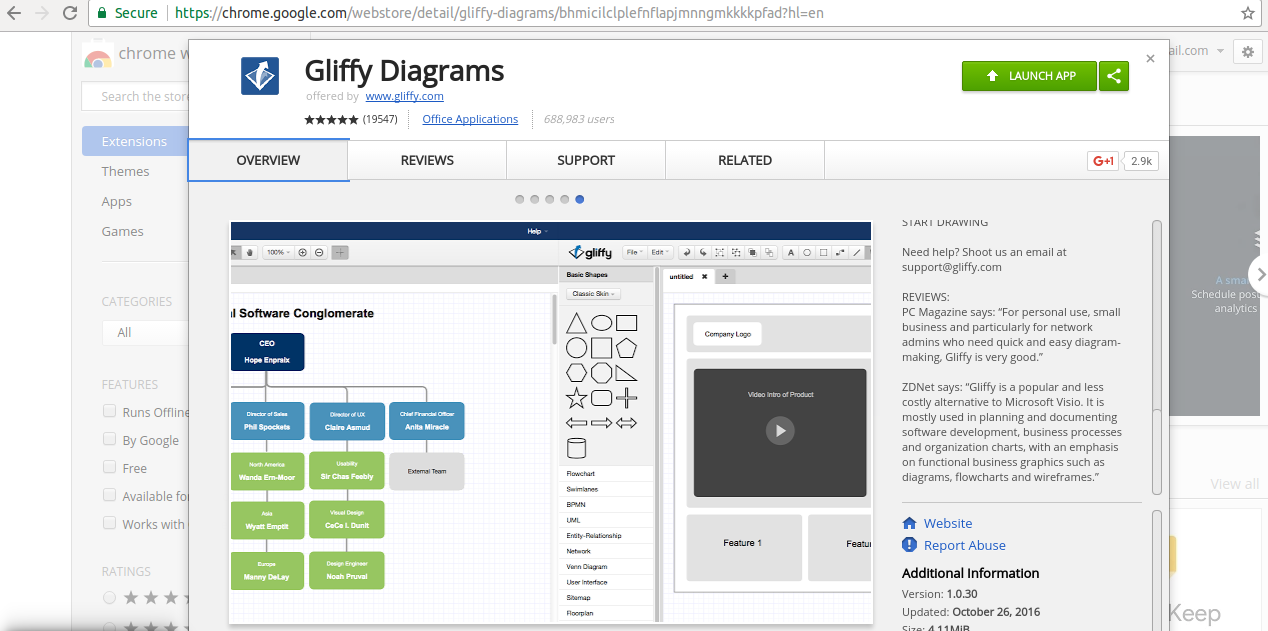 Secure
https://chrome.google.com/webstore/detail/gliffy-diagrams/bhmicilclplefnflapjmnngmkkkkpfad?hl=en
chrome w
ail.com
Search the store
Extensions
Themes
Apps
Games
CATEGORIES
All
FEATURES
Runs Offline
By Google
Free
Available fo
Works with
RATINGS
Gliffy Diagrams
offered by www.gliffy.com
(19547)
Office Applications
688,983 users
LAUNCH APP
OVERVIEW
REVIEWS
SUPPORT
RELATED
G+1
2.9k
Help
100%
l Software Conglomerate
CEO
Hope Enpraix
Director of Sales
Phil Spockets
Director of UX
Claire Asmud
Chief Financial Officer
Anita Miracle
North America
Wanda Ern-Moor
Usability
Sir Chas Feebly
External Team
Asia
Wyatt Emptit
Visual Design
CeCe I. Dunit
Europe
Manny DeLay
Design Engineer
Noah Pruval
gliffy
File
Edit
A
Basic Shapes
Classic Skin
Flowchart
Swimlanes
BPMN
UML
Entity-Relationship
Network
Venn Diagram
User Interface
Sitemap
Floorplan
untitled
Company Logo
Video Intro of Product
Feature 1
Featu
START DRAWING
Need help? Shoot us an email at
support@gliffy.com
REVIEWS:
PC Magazine says: “For personal use, small
business and particularly for network
admins who need quick and easy diagram-
making, Gliffy is very good.”
ZDNet says: “Gliffy is a popular and less
costly alternative to Microsoft Visio. It is
mostly used in planning and documenting
software development, business processes
and organization charts, with an emphasis
on functional business graphics such as
diagrams, flowcharts and wireframes.”
Website
Report Abuse
Additional Information
Version: 1.0.30
Updated: October 26, 2016
Size: 4.11MiB
A sma
Schedule post
analytics
View all
Keep